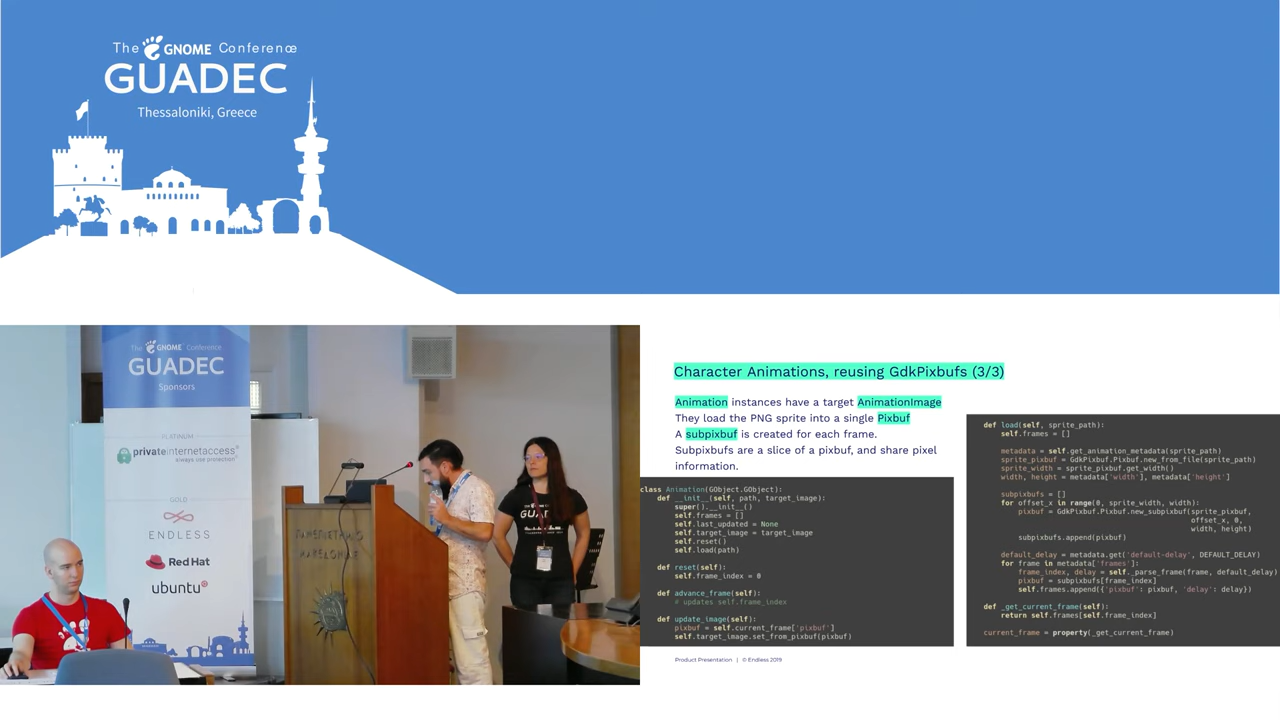 The GNOME Conference
GUADEC
Thessaloniki, Greece
The GNOME Conference
GUADEC
Sponsors
PLATINUM
privateinternetaccess
always use protection
GOLD
ENDLESS
Red Hat
ubuntu
GUA
Character Animations, reusing GdkPixbufs (3/3)
Animation instances have a target AnimationImage
They load the PNG sprite into a single Pixbuf
A subpixbuf is created for each frame.
Subpixbufs are a slice of a pixbuf, and share pixel
information.
class Animation(GObject.GObject):
def __init__(self, path, target_image):
super().__init__()
self.frames = []
self.last_updated = None
self.target_image = target_image
self.reset()
self.load(path)
def reset(self):
self.frame_index = 0
def advance_frame(self):
# updates self.frame_index
def update_image(self):
pixbuf = self.current_frame['pixbuf']
self.target_image.set_from_pixbuf(pixbuf)
def load(self, sprite_path):
self.frames = []
metadata = self.get_animation_metadata(sprite_path)
sprite_pixbuf = GdkPixbuf.Pixbuf.new_from_file(sprite_path)
sprite_width = sprite_pixbuf.get_width()
width, height = metadata['width'], metadata['height']
subpixbufs = []
for offset_x in range(0, sprite_width, width):
pixbuf = GdkPixbuf.Pixbuf.new_subpixbuf(sprite_pixbuf,
offset_x, 0,
width, height)
subpixbufs.append(pixbuf)
default_delay = metadata.get('default-delay', DEFAULT_DELAY)
for frame in metadata['frames']:
frame_index, delay = self._parse_frame(frame, default_delay)
pixbuf = subpixbufs[frame_index]
self.frames.append({'pixbuf': pixbuf, 'delay': delay})
def _get_current_frame(self):
return self.frames[self.frame_index]
current_frame = property(_get_current_frame)
Product Presentation | © Endless 2019